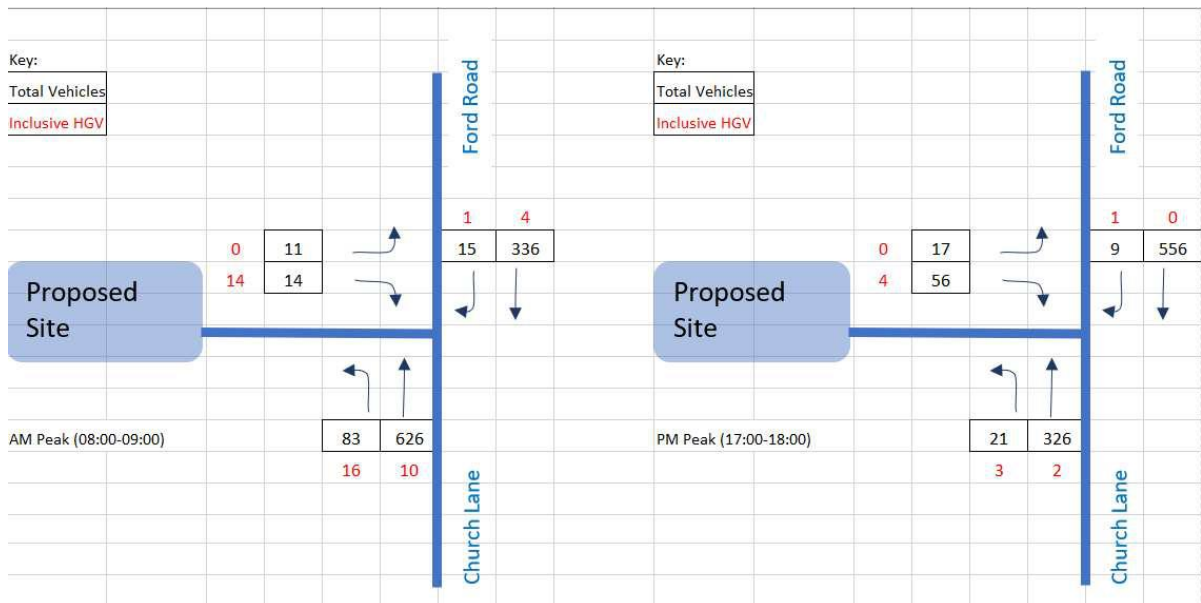 Key:
Total Vehicles
Inclusive HGV
Ford Road
1 4
0 11
15 336
14 14
Proposed
Site
AM Peak (08:00-09:00)
83 626
16 10
Church Lane
Key:
Total Vehicles
Inclusive HGV
Ford Road
1 0
0 17
9 556
4 56
Proposed
Site
PM Peak (17:00-18:00)
21 326
3 2
Church Lane